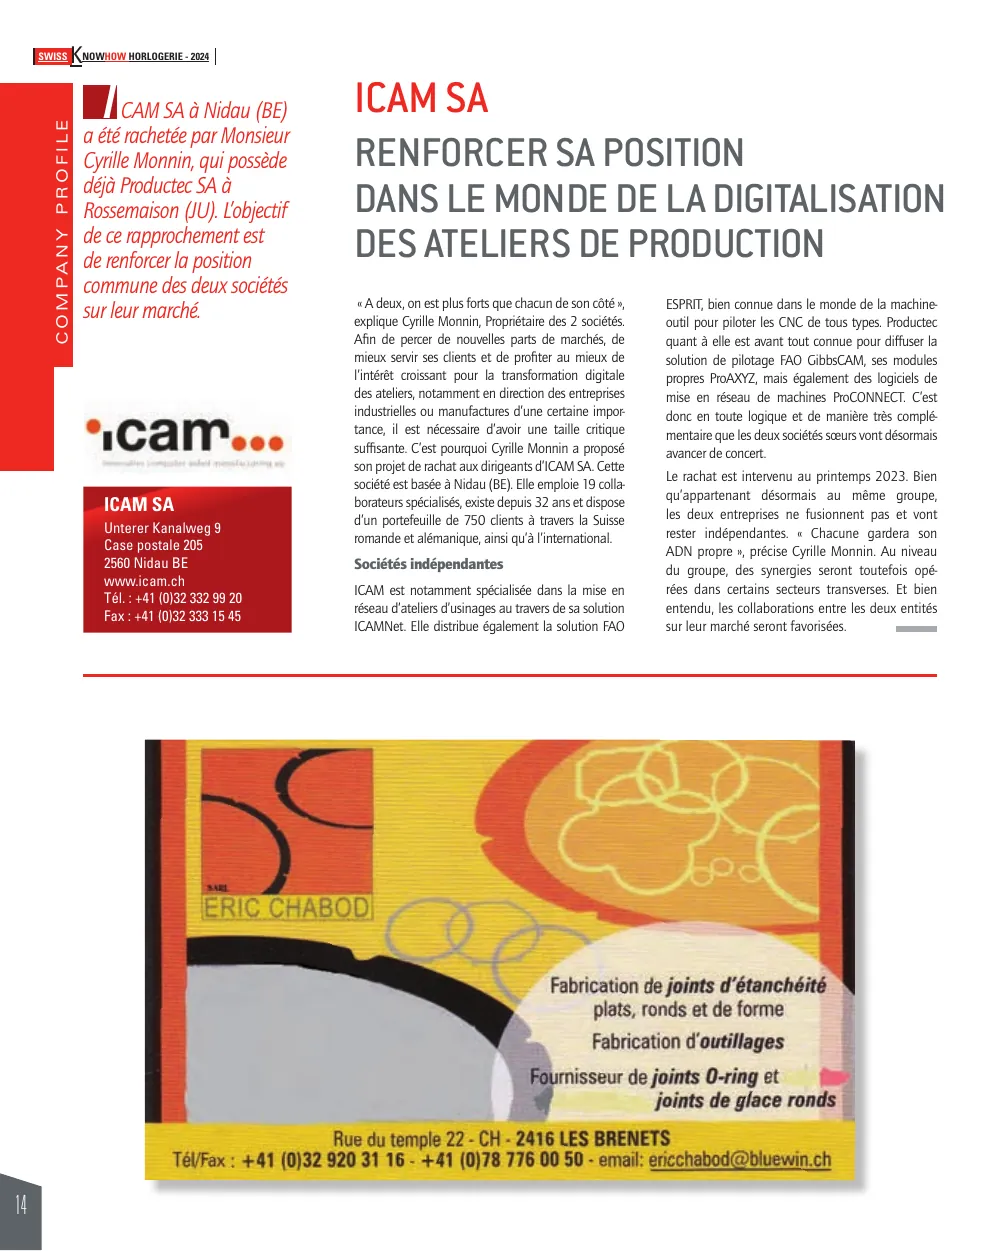 SWISS KNOWHOW HORLOGERIE - 2024
COMPANY PROFILE
ICAM SA à Nidau (BE)
a été rachetée par Monsieur
Cyrille Monnin, qui possède
déjà Productec SA à
Rossemaison (JU). L'objectif
de ce rapprochement est
de renforcer la position
commune des deux sociétés
sur leur marché.
icam...
innovative computer aided manufacturing sa
ICAM SA
Unterer Kanalweg 9
Case postale 205
2560 Nidau BE
www.icam.ch
Tél. : +41 (0)32 332 99 20
Fax : +41 (0)32 333 15 45
ICAM SA
RENFORCER SA POSITION
DANS LE MONDE DE LA DIGITALISATION
DES ATELIERS DE PRODUCTION
« A deux, on est plus forts que chacun de son côté »,
explique Cyrille Monnin, Propriétaire des 2 sociétés.
Afin de percer de nouvelles parts de marchés, de
mieux servir ses clients et de profiter au mieux de
l'intérêt croissant pour la transformation digitale
des ateliers, notamment en direction des entreprises
industrielles ou manufactures d'une certaine impor-
tance, il est nécessaire d'avoir une taille critique
suffisante. C'est pourquoi Cyrille Monnin a proposé
son projet de rachat aux dirigeants d'ICAM SA. Cette
société est basée à Nidau (BE). Elle emploie 19 colla-
borateurs spécialisés, existe depuis 32 ans et dispose
d'un portefeuille de 750 clients à travers la Suisse
romande et alémanique, ainsi qu'à l'international.
Sociétés indépendantes
ICAM est notamment spécialisée dans la mise en
réseau d'ateliers d'usinages au travers de sa solution
ICAMNet. Elle distribue également la solution FAO
ESPRIT, bien connue dans le monde de la machine-
outil pour piloter les CNC de tous types. Productec
quant à elle est avant tout connue pour diffuser la
solution de pilotage FAO GibbsCAM, ses modules
propres ProAXYZ, mais également des logiciels de
mise en réseau de machines ProCONNECT. C'est
donc en toute logique et de manière très complé-
mentaire que les deux sociétés sœurs vont désormais
avancer de concert.
Le rachat est intervenu au printemps 2023. Bien
qu'appartenant désormais au même groupe,
les deux entreprises ne fusionnent pas et vont
rester indépendantes. « Chacune gardera son
ADN propre », précise Cyrille Monnin. Au niveau
du groupe, des synergies seront toutefois opé-
rées dans certains secteurs transverses. Et bien
entendu, les collaborations entre les deux entités
sur leur marché seront favorisées.
SARL
ERIC CHABOD
Fabrication de joints d'étanchéité
plats, ronds et de forme
Fabrication d'outillages
Fournisseur de joints O-ring et
joints de glace ronds
Rue du temple 22 - CH - 2416 LES BRENETS
Tél/Fax : +41 (0)32 920 31 16 - +41 (0)78 776 00 50 - email: ericchabod@bluewin.ch
14